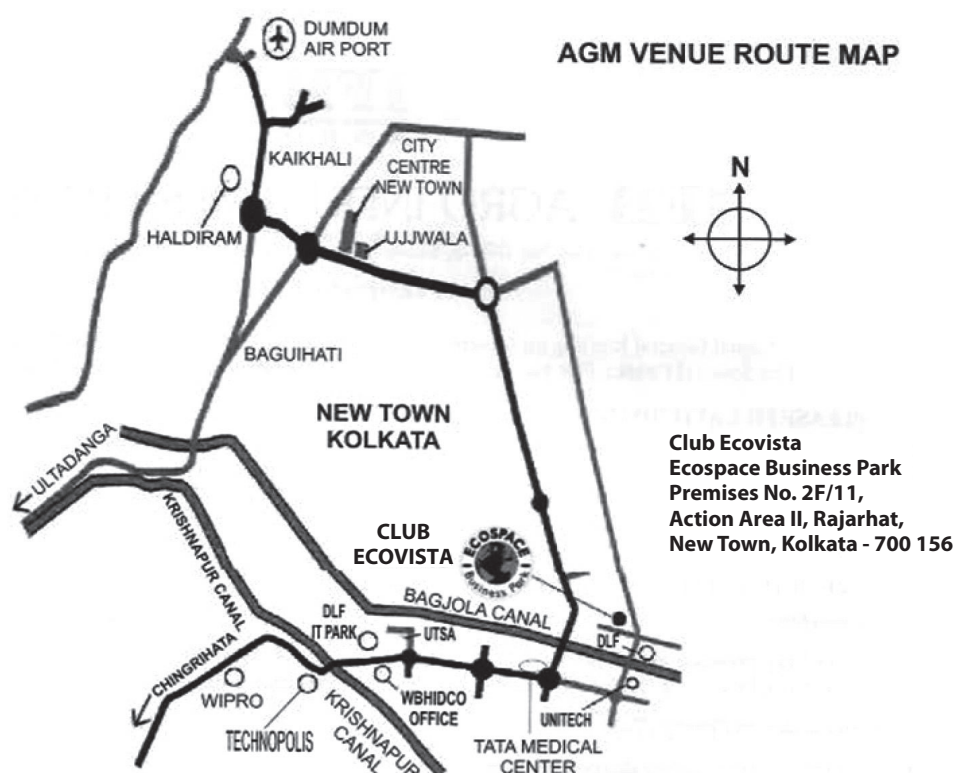 DUMDUM
AIR PORT
AGM VENUE ROUTE MAP
KAIKHALI
CITY
CENTRE
NEW TOWN
N
HALDIRAM
UJJWALA
BAGUIHATI
NEW TOWN
KOLKATA
ULTADANGA
Club Ecovista
Ecospace Business Park
Premises No. 2F/11,
Action Area II, Rajarhat,
New Town, Kolkata - 700 156
KRISHNAPUR CANAL
CLUB
ECOVISTA
ECOSPACE
Business Park
BAGJOLA CANAL
DLF
IT PARK
UTSA
DLF
CHINGRIHATA
WIPRO
TECHNOPOLIS
KRISHNAPUR
CANAL
WBHIDCO
OFFICE
UNITECH
TATA MEDICAL
CENTER